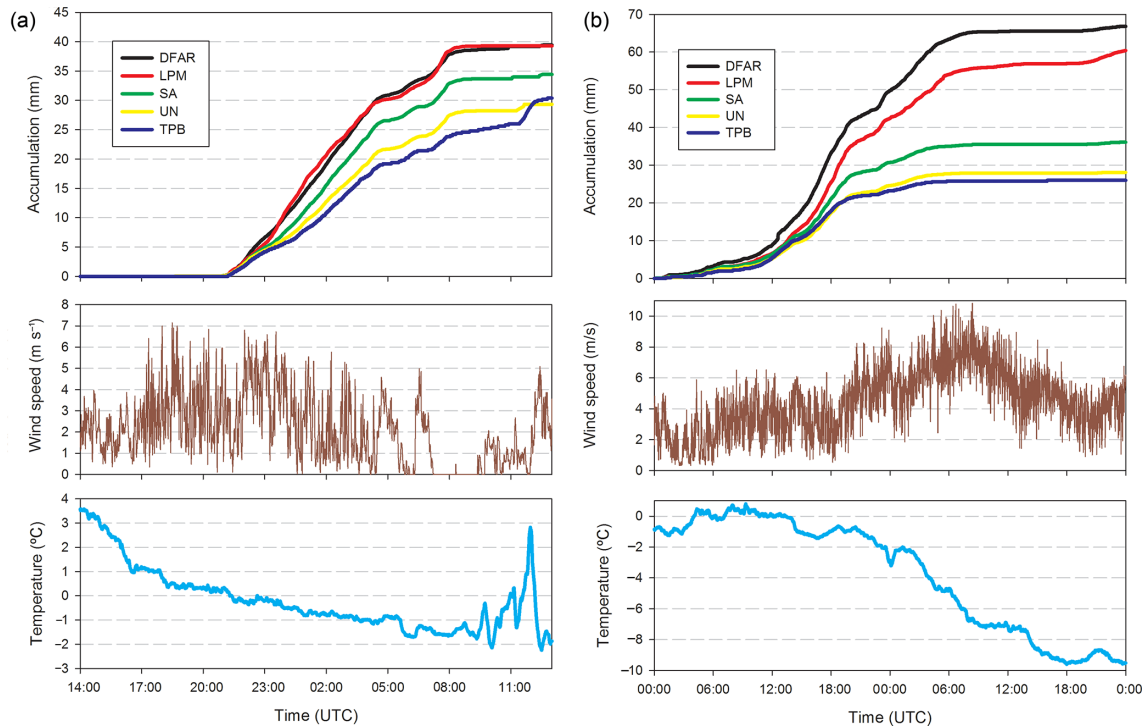 (a)
Accumulation (mm)
45
40
35
30
25
20
15
10
5
0
DFAR
LPM
SA
UN
TPB
Wind speed (m s⁻¹)
8
7
6
5
4
3
2
1
0
Temperature (ºC)
4
3
2
1
0
−1
−2
−3
14:00 17:00 20:00 23:00 02:00 05:00 08:00 11:00
Time (UTC)
(b)
Accumulation (mm)
70
60
50
40
30
20
10
0
DFAR
LPM
SA
UN
TPB
Wind speed (m/s)
10
8
6
4
2
0
Temperature (ºC)
0
−2
−4
−6
−8
−10
00:00 06:00 12:00 18:00 00:00 06:00 12:00 18:00 0:00
Time (UTC)